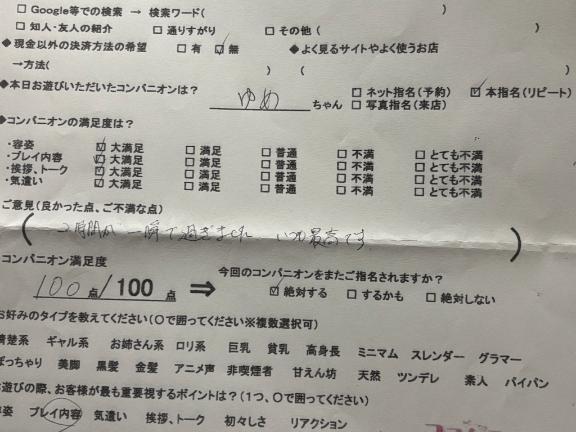 □ Google等での検索 → 検索ワード( )
□ 知人・友人の紹介 □ 通りすがり □ その他 ( )
◆現金以外の決済方法の希望 □ 有 ☑ 無 ◆よく見るサイトやよく使うお店
→方法( ) ( )
◆本日お遊びいただいたコンパニオンは? ゆめ ちゃん □ ネット指名(予約) ☑ 本指名(リピート)
□ 写真指名(来店)
◆コンパニオンの満足度は?
・容姿 ☑ 大満足 □ 満足 □ 普通 □ 不満 □ とても不満
・プレイ内容 ☑ 大満足 □ 満足 □ 普通 □ 不満 □ とても不満
・挨拶、トーク ☑ 大満足 □ 満足 □ 普通 □ 不満 □ とても不満
・気遣い ☑ 大満足 □ 満足 □ 普通 □ 不満 □ とても不満
ご意見(良かった点、ご不満な点)
(2時間が一瞬で過ぎました いつも最高です)
コンパニオン満足度 今回のコンパニオンをまたご指名されますか?
100点/100 点 ⇒ ☑ 絶対する □ するかも □ 絶対しない
お好みのタイプを教えてください(○で囲ってください※複数選択可)
清楚系 ギャル系 お姉さん系 ロリ系 巨乳 貧乳 高身長 ミニマム スレンダー グラマー
ぽっちゃり 美脚 黒髪 金髪 アニメ声 非喫煙者 甘えん坊 天然 ツンデレ 素人 パイパン
お遊びの際、お客様が最も重要視するポイントは?(1つ、○で囲ってください)
容姿 プレイ内容 気遣い 挨拶、トーク 初々しさ リアクション